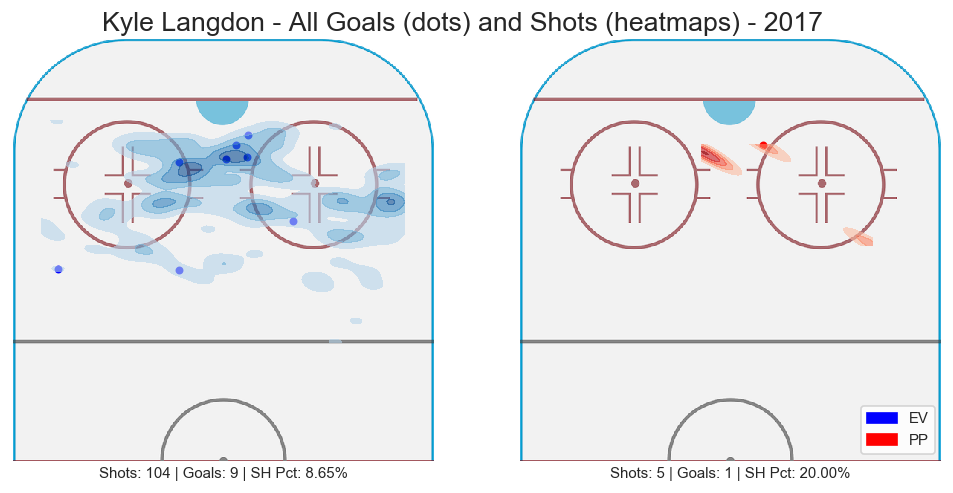 Kyle Langdon - All Goals (dots) and Shots (heatmaps) - 2017
EV
PP
Shots: 104 | Goals: 9 | SH Pct: 8.65%
Shots: 5 | Goals: 1 | SH Pct: 20.00%